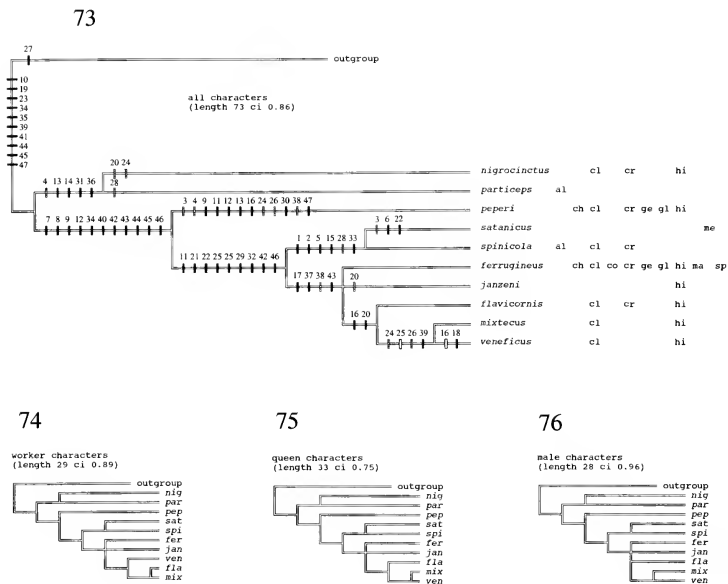 73
27
outgroup
10
19
23
34
35
39
41
44
45
47
all characters
(length 73 ci 0.86)
20 24
4 13 14 31 36
28
nigrocinctus cl cr hi
particeps al
3 4 9 11 12 13 16 24 26 30 38 47
peperi ch cl cr ge gl hi
7 8 9 12 34 40 42 43 44 45 46
3 6 22
satanicus me
1 2 5 15 28 33
spinicola al cl cr
11 21 22 25 25 29 32 42 46
ferrugineus ch cl co cr ge gl hi ma sp
17 37 38 43
20
janzeni hi
flavicornis cl cr hi
16 20
mixtecus cl hi
24 25 26 39
16 18
veneficus cl hi
74
worker characters
(length 29 ci 0.89)
outgroup
nig
par
pep
sat
spi
fer
jan
ven
fla
mix
75
queen characters
(length 33 ci 0.75)
outgroup
nig
par
pep
sat
spi
fer
jan
fla
mix
ven
76
male characters
(length 28 ci 0.96)
outgroup
nig
par
pep
sat
spi
fer
jan
fla
mix
ven